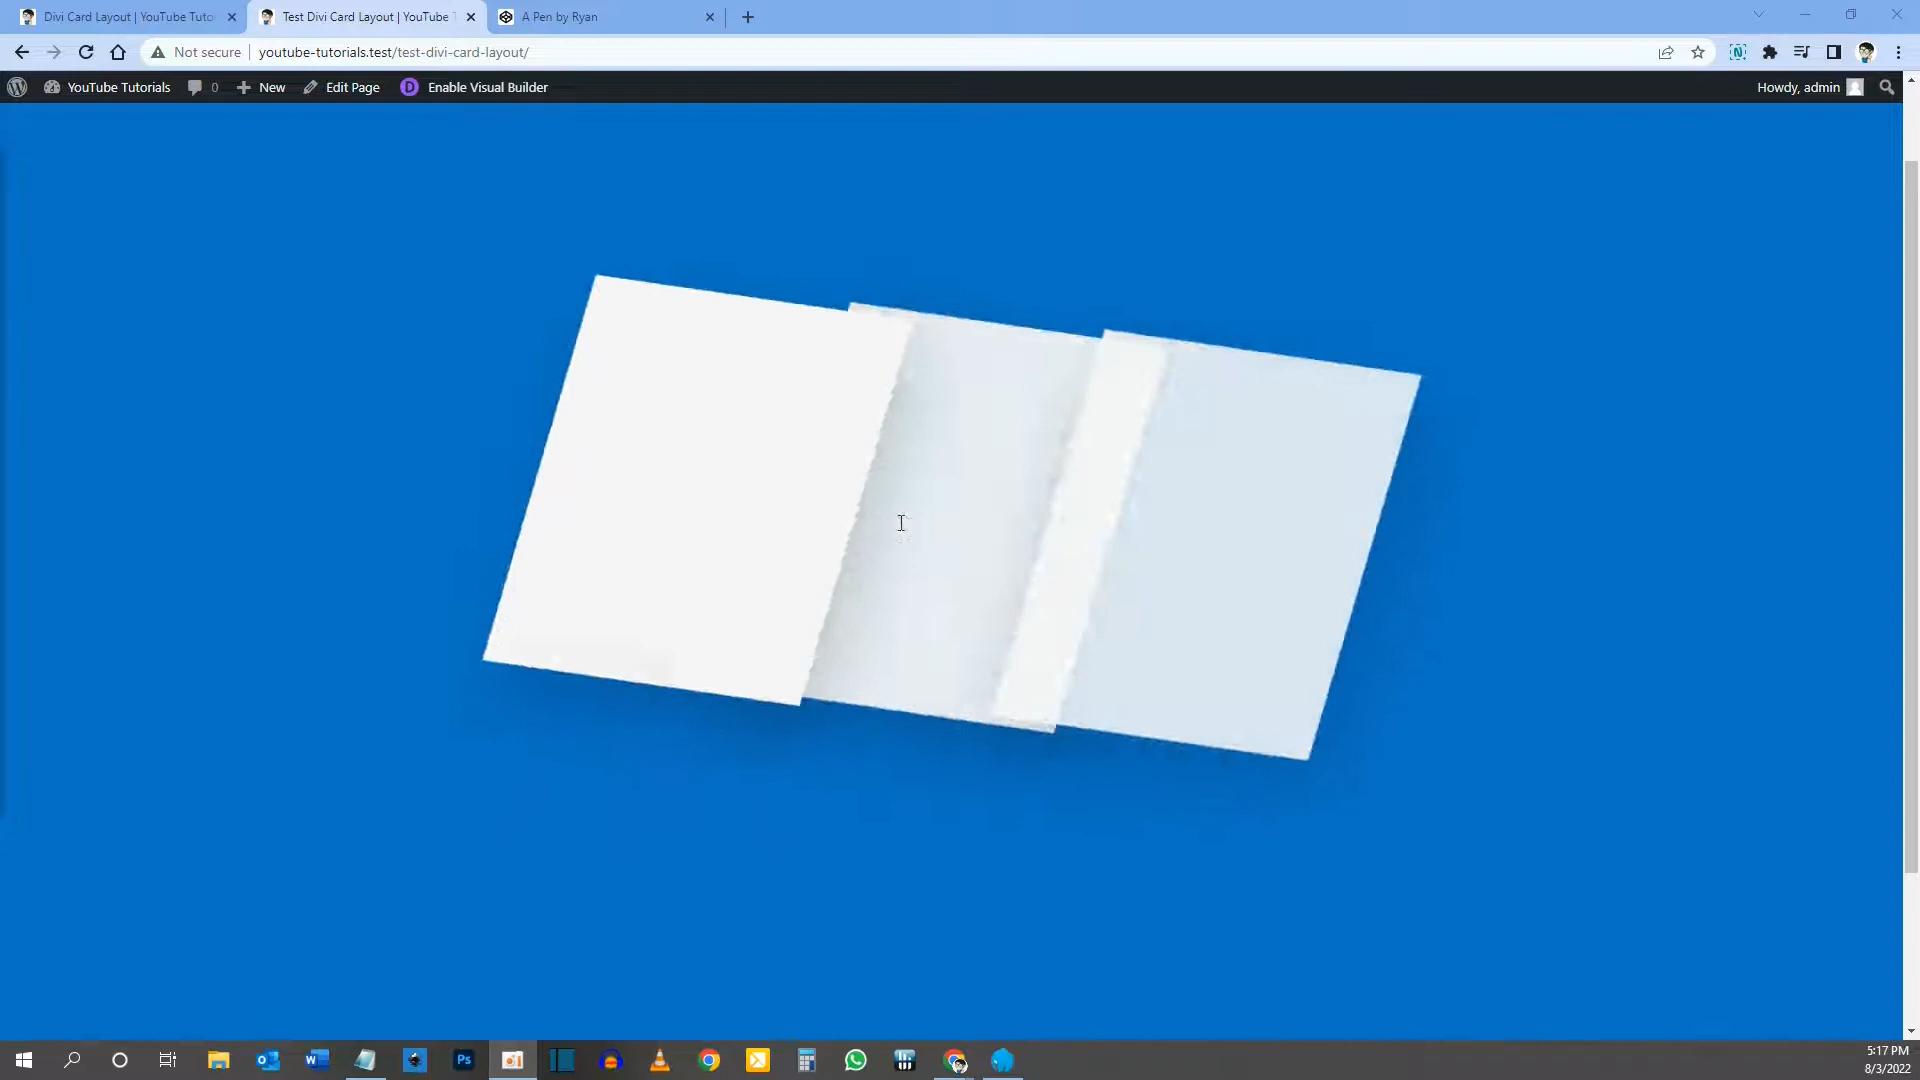 Divi Card Layout | YouTube Tuto
Test Divi Card Layout | YouTube T
A Pen by Ryan
Not secure
youtube-tutorials.test/test-divi-card-layout/
YouTube Tutorials
0
New
Edit Page
D
Enable Visual Builder
Howdy, admin
Ps
5:17 PM
8/3/2022